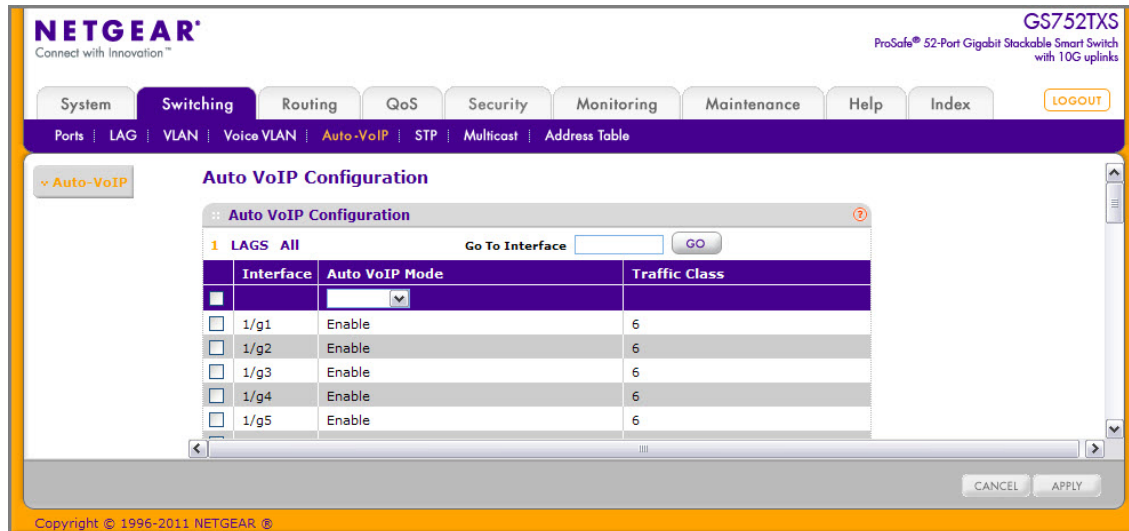 NETGEAR®
Connect with Innovation™
GS752TXS
ProSafe® 52-Port Gigabit Stackable Smart Switch
with 10G uplinks
System Switching Routing QoS Security Monitoring Maintenance Help Index LOGOUT
Ports | LAG | VLAN | Voice VLAN | Auto-VoIP | STP | Multicast | Address Table
Auto-VoIP
Auto VoIP Configuration
Auto VoIP Configuration ?
1 LAGS All Go To Interface GO
Interface Auto VoIP Mode Traffic Class
1/g1 Enable 6
1/g2 Enable 6
1/g3 Enable 6
1/g4 Enable 6
1/g5 Enable 6
CANCEL APPLY
Copyright © 1996-2011 NETGEAR ®